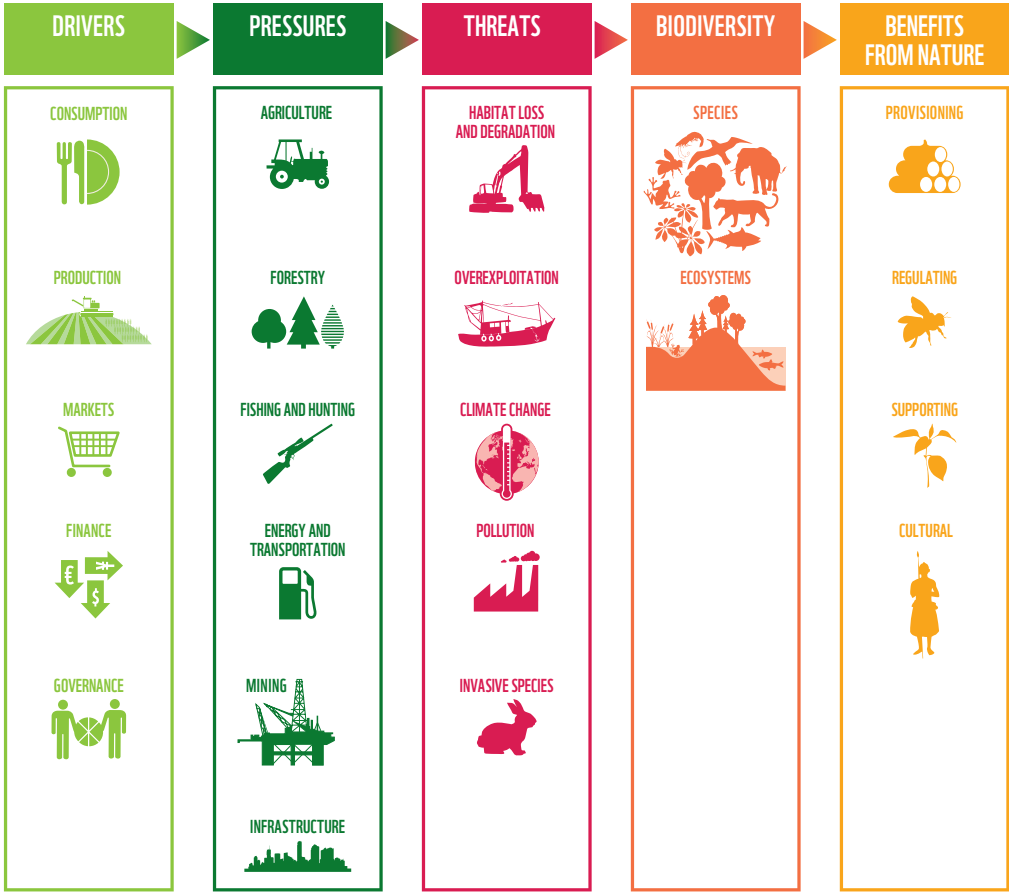 DRIVERS
PRESSURES
THREATS
BIODIVERSITY
BENEFITS
FROM NATURE
CONSUMPTION
PRODUCTION
MARKETS
FINANCE
€
¥
$
GOVERNANCE
AGRICULTURE
FORESTRY
FISHING AND HUNTING
ENERGY AND
TRANSPORTATION
MINING
INFRASTRUCTURE
HABITAT LOSS
AND DEGRADATION
OVEREXPLOITATION
CLIMATE CHANGE
POLLUTION
INVASIVE SPECIES
SPECIES
ECOSYSTEMS
PROVISIONING
REGULATING
SUPPORTING
CULTURAL